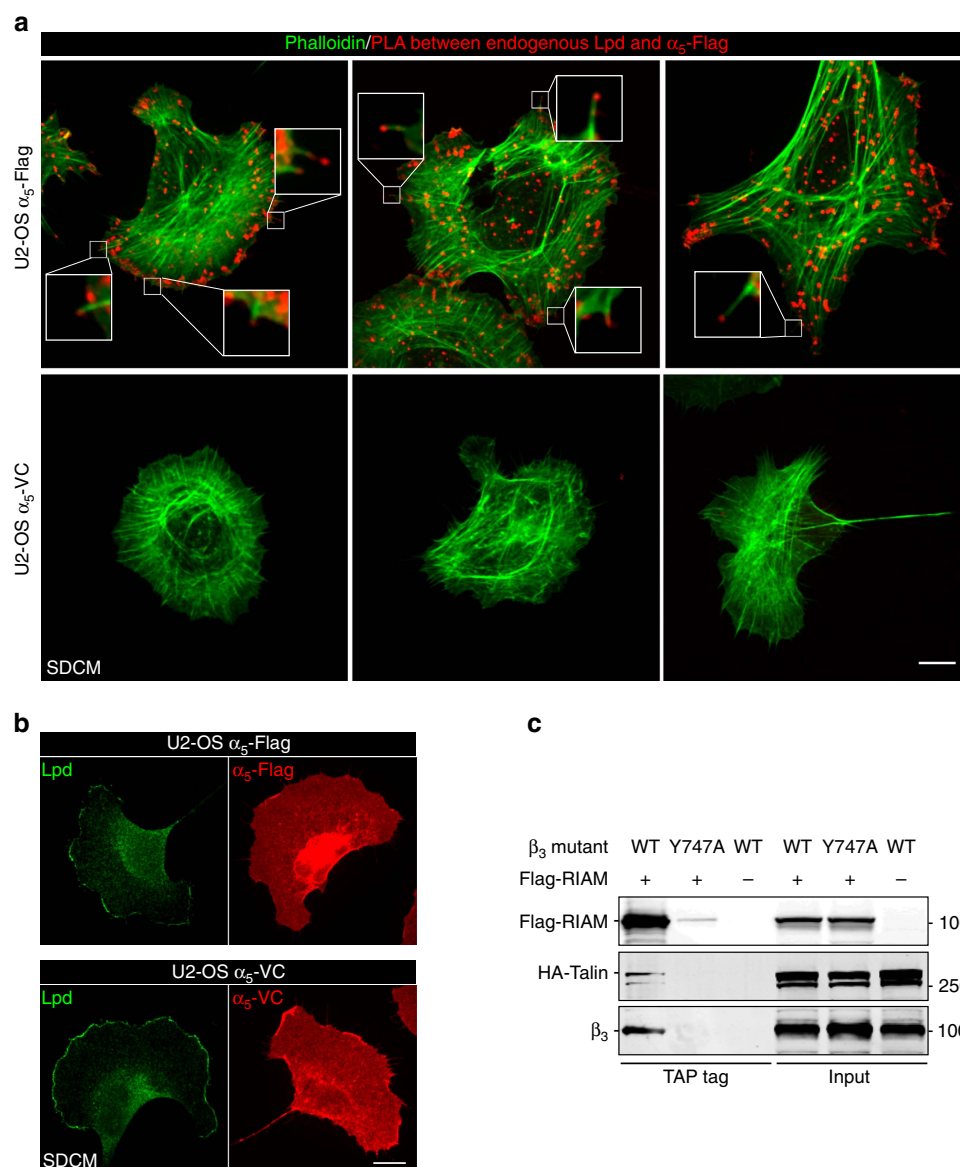 a
Phalloidin/PLA between endogenous Lpd and α5-Flag
U2-OS α5-Flag
U2-OS α5-VC
SDCM
b
U2-OS α5-Flag
Lpd
α5-Flag
U2-OS α5-VC
Lpd
α5-VC
SDCM
c
β3 mutant WT Y747A WT WT Y747A WT
Flag-RIAM + + − + + −
Flag-RIAM
HA-Talin
β3
TAP tag Input